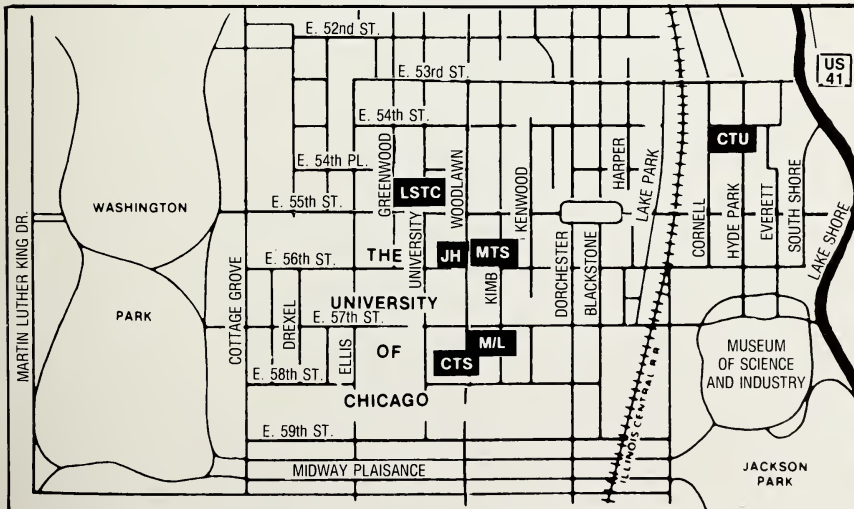 E. 52nd ST.
E. 53rd ST.
US
41
E. 54th ST.
CTU
E. 54th PL.
GREENWOOD
LSTC
WOODLAWN
KENWOOD
HARPER
LAKE PARK
WASHINGTON
E. 55th ST.
UNIVERSITY
DORCHESTER
BLACKSTONE
CORNELL
HYDE PARK
EVERETT
SOUTH SHORE
LAKE SHORE
MARTIN LUTHER KING DR.
COTTAGE GROVE
E. 56th ST.
THE
JH
MTS
KIMB
PARK
DREXEL
UNIVERSITY
E. 57th ST.
ELLIS
OF
M/L
CTS
MUSEUM
OF SCIENCE
AND INDUSTRY
E. 58th ST.
CHICAGO
ILLINOIS CENTRAL RR
E. 59th ST.
MIDWAY PLAISANCE
JACKSON
PARK